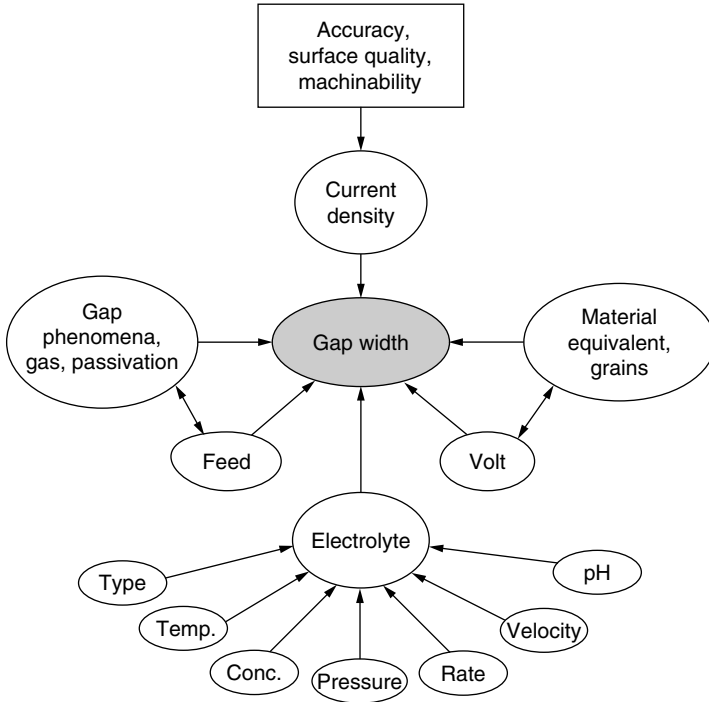 Accuracy,
surface quality,
machinability
Current
density
Gap
phenomena,
gas, passivation
Gap width
Material
equivalent,
grains
Feed
Volt
Electrolyte
Type
pH
Temp.
Velocity
Conc.
Pressure
Rate